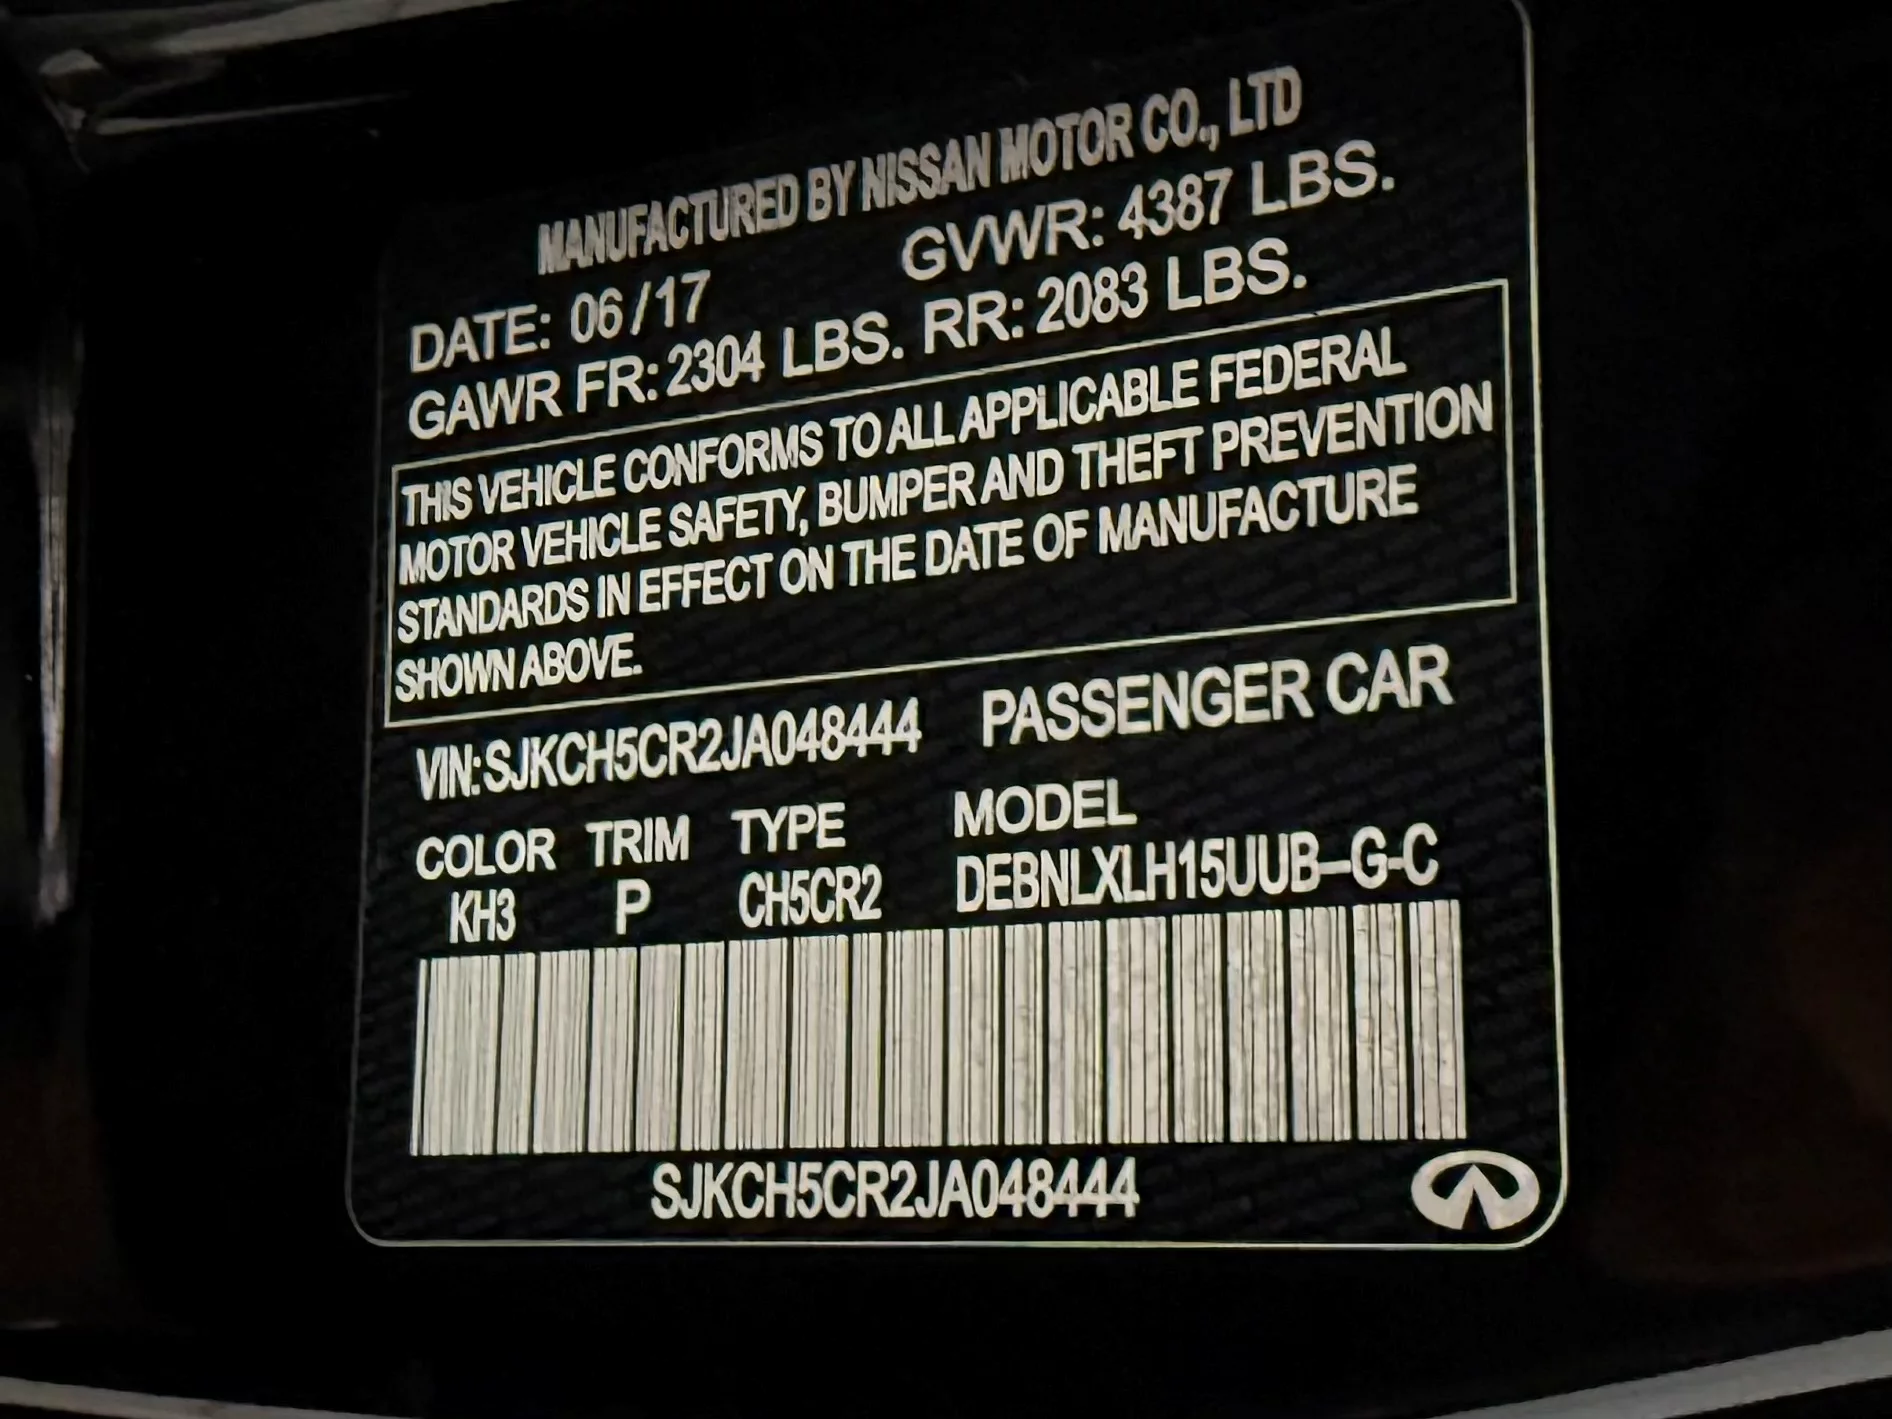 MANUFACTURED BY NISSAN MOTOR CO., LTD
DATE: 06/17 GVWR: 4387 LBS.
GAWR FR: 2304 LBS. RR: 2083 LBS.
THIS VEHICLE CONFORMS TO ALL APPLICABLE FEDERAL
MOTOR VEHICLE SAFETY, BUMPER AND THEFT PREVENTION
STANDARDS IN EFFECT ON THE DATE OF MANUFACTURE
SHOWN ABOVE.
VIN: SJKCH5CR2JA048444 PASSENGER CAR
COLOR TRIM TYPE MODEL
KH3 P CH5CR2 DEBNLXLH15UUB-G-C
SJKCH5CR2JA048444